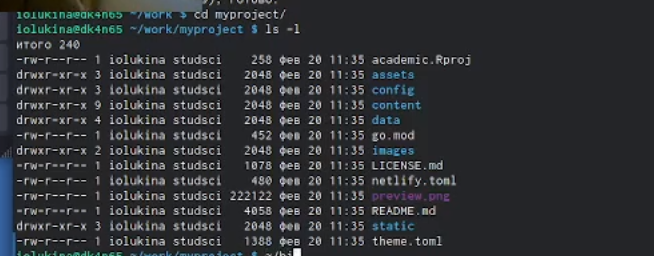 iolukina@dk4n65 ~/work $ cd myproject/
iolukina@dk4n65 ~/work/myproject $ ls -l
итого 240
-rw-r--r-- 1 iolukina studsci    258 фев 20 11:35 academic.Rproj
drwxr-xr-x 3 iolukina studsci   2048 фев 20 11:35 assets
drwxr-xr-x 3 iolukina studsci   2048 фев 20 11:35 config
drwxr-xr-x 9 iolukina studsci   2048 фев 20 11:35 content
drwxr-xr-x 4 iolukina studsci   2048 фев 20 11:35 data
-rw-r--r-- 1 iolukina studsci    452 фев 20 11:35 go.mod
drwxr-xr-x 2 iolukina studsci   2048 фев 20 11:35 images
-rw-r--r-- 1 iolukina studsci   1078 фев 20 11:35 LICENSE.md
-rw-r--r-- 1 iolukina studsci    480 фев 20 11:35 netlify.toml
-rw-r--r-- 1 iolukina studsci 222122 фев 20 11:35 preview.png
-rw-r--r-- 1 iolukina studsci   4058 фев 20 11:35 README.md
drwxr-xr-x 3 iolukina studsci   2048 фев 20 11:35 static
-rw-r--r-- 1 iolukina studsci   1388 фев 20 11:35 theme.toml
iolukina@dk4n65 ~/work/myproject $ ~/bi